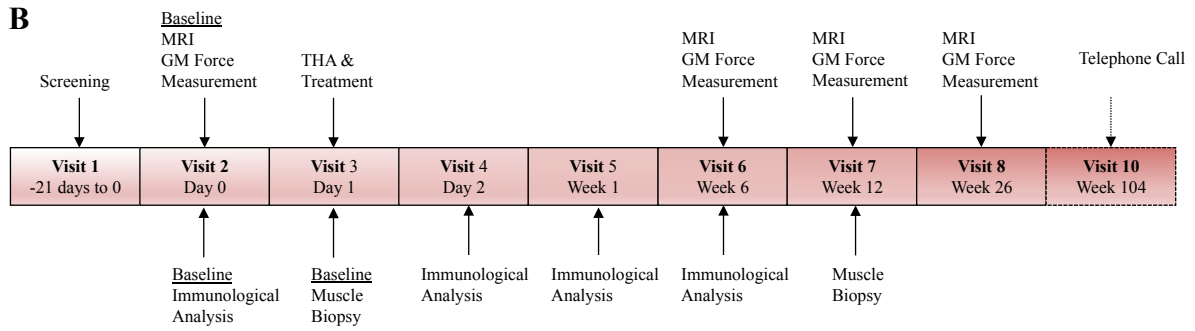 B
Screening
Baseline
MRI
GM Force
Measurement
THA &
Treatment
MRI
GM Force
Measurement
MRI
GM Force
Measurement
MRI
GM Force
Measurement
Telephone Call
Visit 1
-21 days to 0
Visit 2
Day 0
Visit 3
Day 1
Visit 4
Day 2
Visit 5
Week 1
Visit 6
Week 6
Visit 7
Week 12
Visit 8
Week 26
Visit 10
Week 104
Baseline
Immunological
Analysis
Baseline
Muscle
Biopsy
Immunological
Analysis
Immunological
Analysis
Immunological
Analysis
Muscle
Biopsy